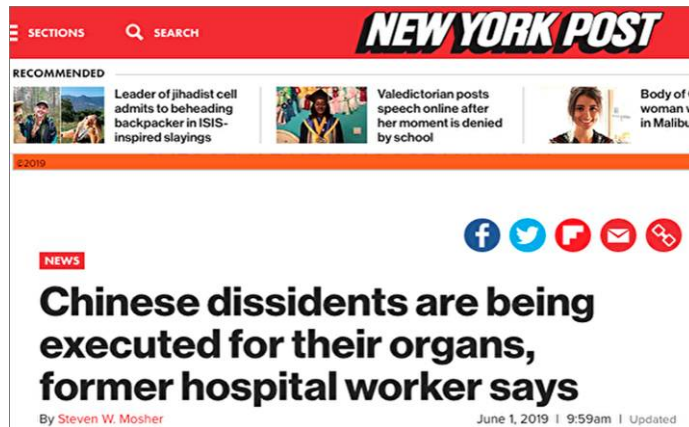 SECTIONS SEARCH NEW YORK POST
RECOMMENDED
Leader of jihadist cell
admits to beheading
backpacker in ISIS-
inspired slayings
Valedictorian posts
speech online after
her moment is denied
by school
Body of
woman
in Malibu
©2019
NEWS
Chinese dissidents are being
executed for their organs,
former hospital worker says
By Steven W. Mosher June 1, 2019 | 9:59am | Updated